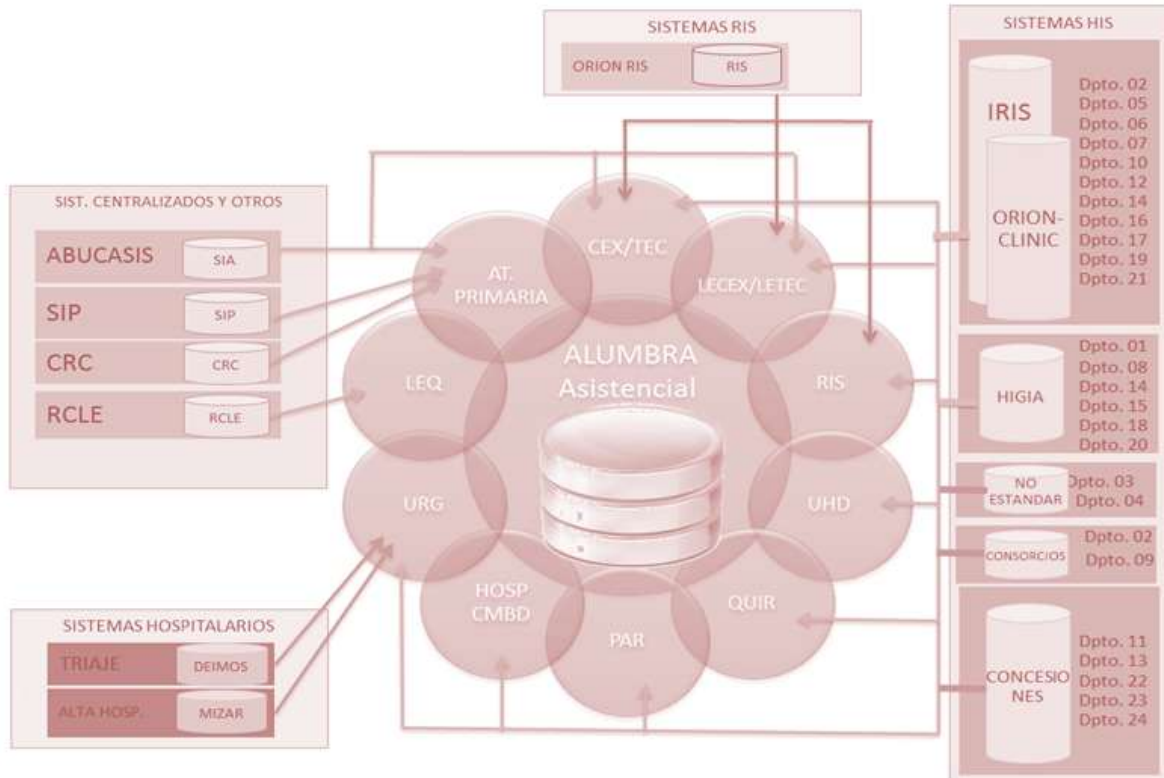 SISTEMAS RIS
ORION RIS
RIS
SISTEMAS HIS
IRIS
ORION-
CLINIC
Dpto. 02
Dpto. 05
Dpto. 06
Dpto. 07
Dpto. 10
Dpto. 12
Dpto. 14
Dpto. 16
Dpto. 17
Dpto. 19
Dpto. 21
HIGIA
Dpto. 01
Dpto. 08
Dpto. 14
Dpto. 15
Dpto. 18
Dpto. 20
NO
ESTANDAR
Dpto. 03
Dpto. 04
CONSORCIOS
Dpto. 02
Dpto. 09
CONCESIO
NES
Dpto. 11
Dpto. 13
Dpto. 22
Dpto. 23
Dpto. 24
SIST. CENTRALIZADOS Y OTROS
ABUCASIS
SIA
SIP
SIP
CRC
CRC
RCLE
RCLE
SISTEMAS HOSPITALARIOS
TRIAJE
DEIMOS
ALTA HOSP.
MIZAR
CEX/TEC
AT.
PRIMARIA
LECEX/LETEC
LEQ
RIS
URG
UHD
HOSP
CMBD
QUIR
PAR
ALUMBRA
Asistencial